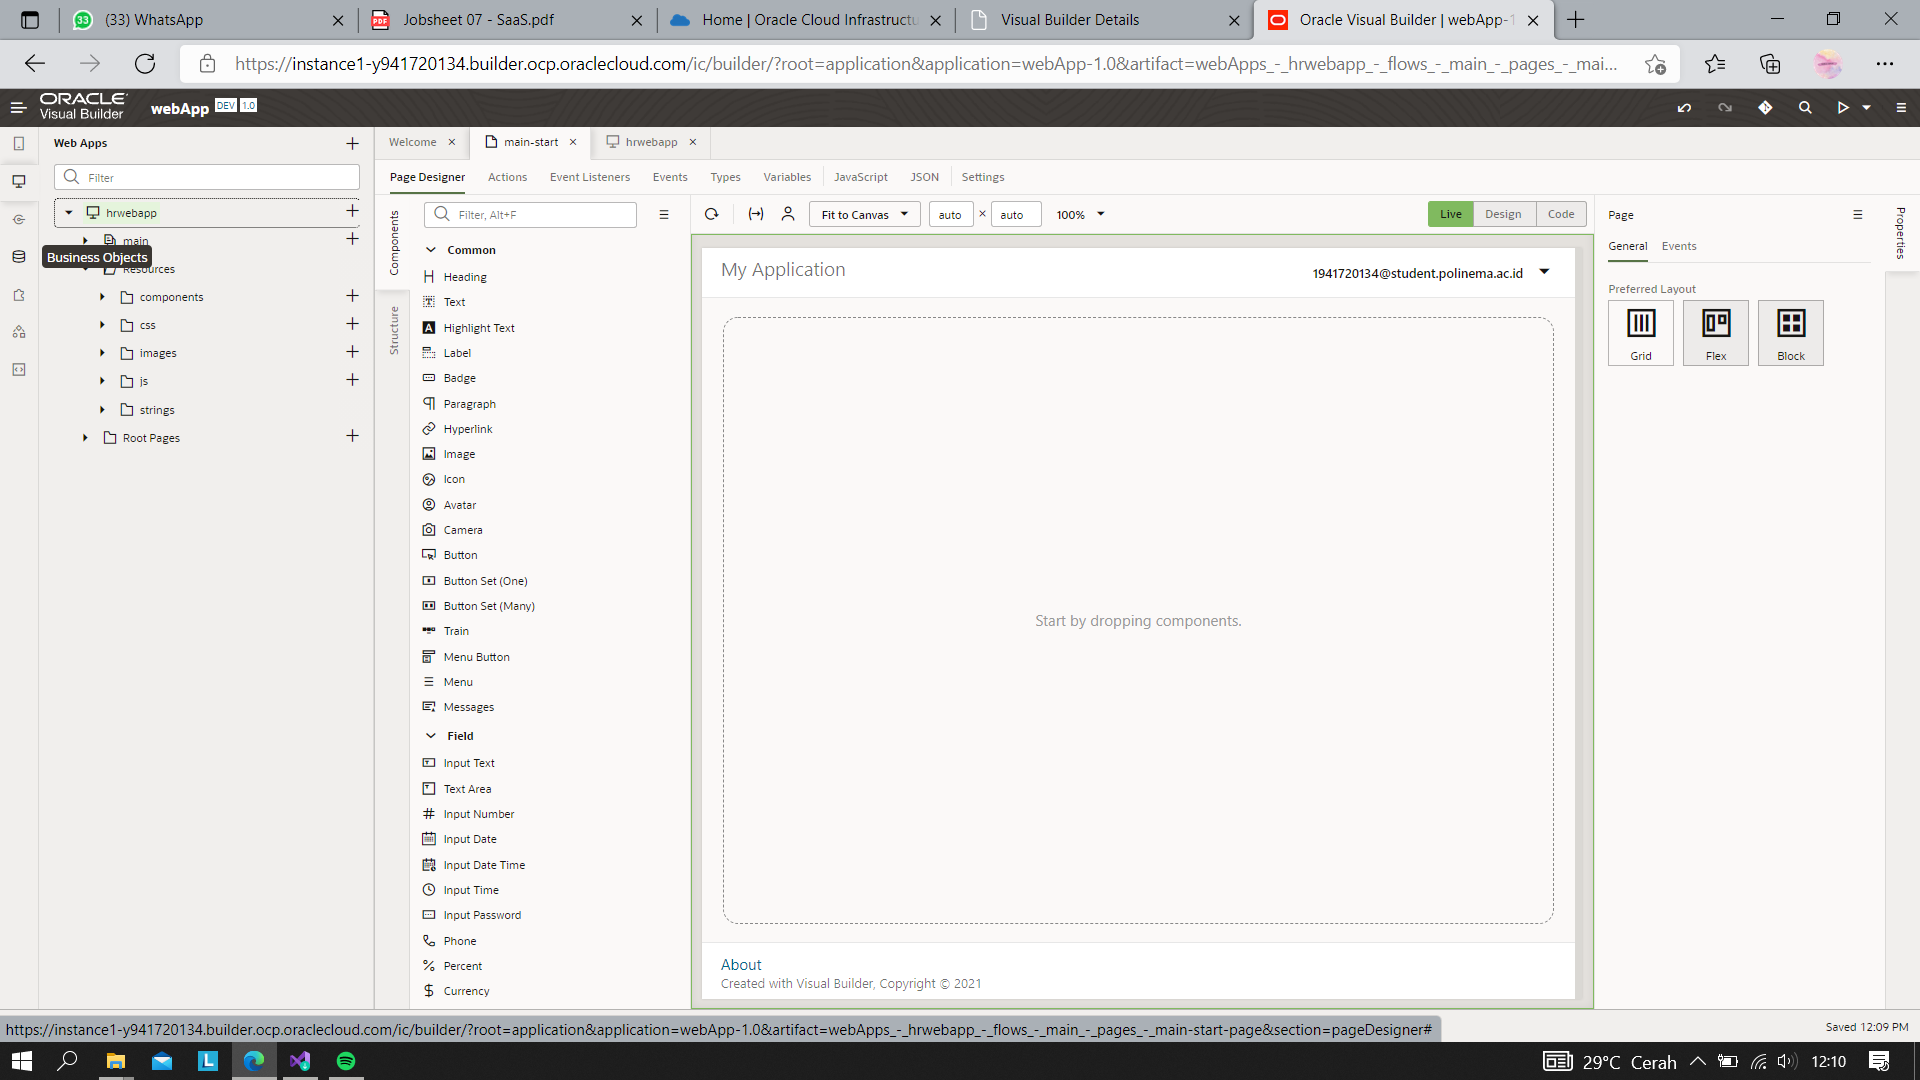 (33) WhatsApp
Jobsheet 07 - SaaS.pdf
Home | Oracle Cloud Infrastructu
Visual Builder Details
Oracle Visual Builder | webApp-1
https://instance1-y941720134.builder.ocp.oraclecloud.com/ic/builder/?root=application&application=webApp-1.0&artifact=webApps_-_hrwebapp_-_flows_-_main_-_pages_-_mai...
ORACLE
Visual Builder
webApp DEV 1.0
Web Apps
Filter
hrwebapp
main
Business Objects
Resources
components
css
images
js
strings
Root Pages
Welcome
main-start
hrwebapp
Page Designer
Actions
Event Listeners
Events
Types
Variables
JavaScript
JSON
Settings
Components
Structure
Filter, Alt+F
Common
Heading
Text
Highlight Text
Label
Badge
Paragraph
Hyperlink
Image
Icon
Avatar
Camera
Button
Button Set (One)
Button Set (Many)
Train
Menu Button
Menu
Messages
Field
Input Text
Text Area
Input Number
Input Date
Input Date Time
Input Time
Input Password
Phone
Percent
Currency
Fit to Canvas
auto × auto
100%
Live
Design
Code
My Application
1941720134@student.polinema.ac.id
Start by dropping components.
About
Created with Visual Builder, Copyright © 2021
Page
General
Events
Preferred Layout
Grid
Flex
Block
Properties
https://instance1-y941720134.builder.ocp.oraclecloud.com/ic/builder/?root=application&application=webApp-1.0&artifact=webApps_-_hrwebapp_-_flows_-_main_-_pages_-_main-start-page&section=pageDesigner#
Saved 12:09 PM
29°C Cerah
12:10